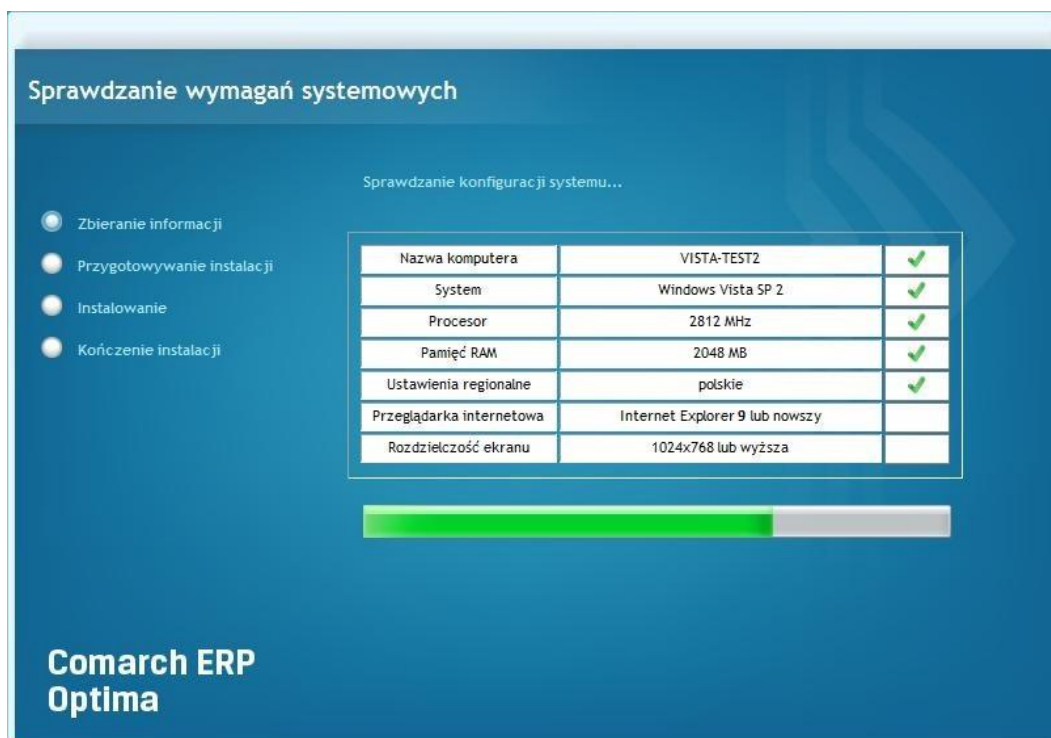 Sprawdzanie wymagań systemowych
Sprawdzanie konfiguracji systemu...
Zbieranie informacji
Przygotowywanie instalacji
Instalowanie
Kończenie instalacji
Nazwa komputera VISTA-TEST2
System Windows Vista SP 2
Procesor 2812 MHz
Pamięć RAM 2048 MB
Ustawienia regionalne polskie
Przeglądarka internetowa Internet Explorer 9 lub nowszy
Rozdzielczość ekranu 1024x768 lub wyższa
Comarch ERP
Optima